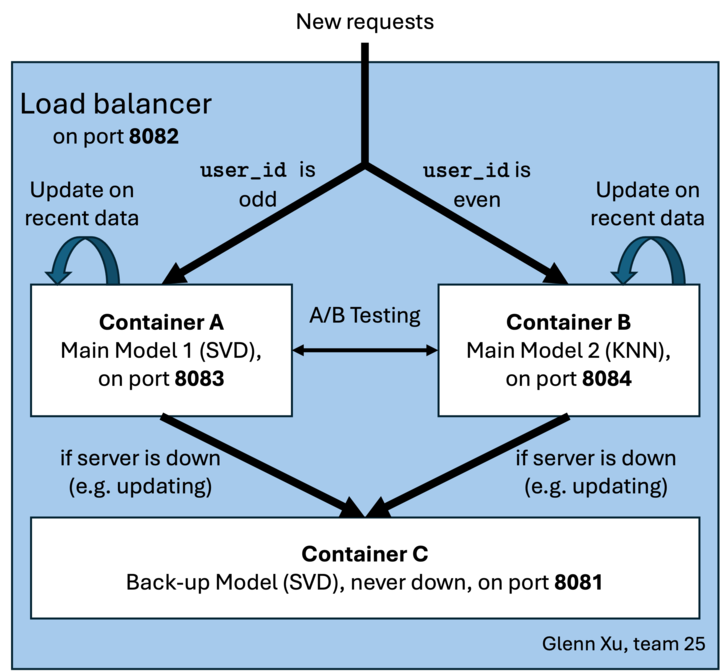 New requests
Load balancer
on port 8082
user_id is
odd
user_id is
even
Update on
recent data
Update on
recent data
Container A
Main Model 1 (SVD),
on port 8083
A/B Testing
Container B
Main Model 2 (KNN),
on port 8084
if server is down
(e.g. updating)
if server is down
(e.g. updating)
Container C
Back-up Model (SVD), never down, on port 8081
Glenn Xu, team 25